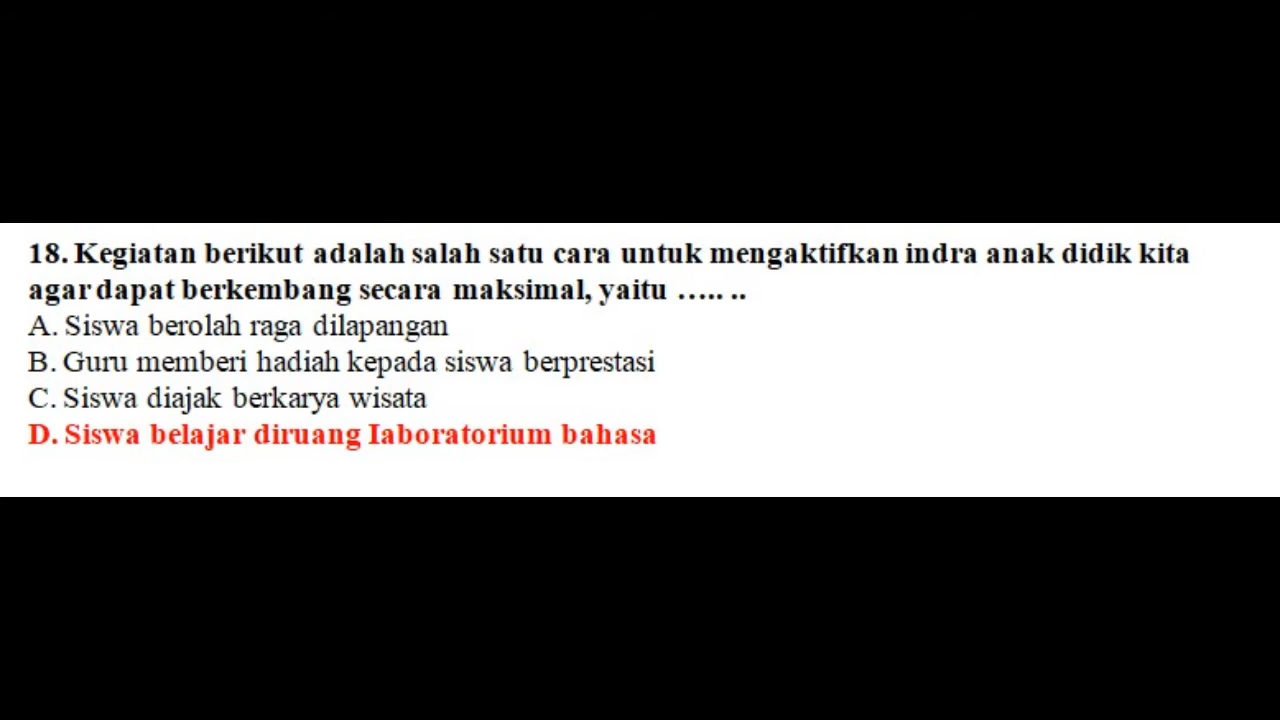 18. Kegiatan berikut adalah salah satu cara untuk mengaktifkan indra anak didik kita
agar dapat berkembang secara maksimal, yaitu ….. ..
A. Siswa berolah raga dilapangan
B. Guru memberi hadiah kepada siswa berprestasi
C. Siswa diajak berkarya wisata
D. Siswa belajar diruang Iaboratorium bahasa